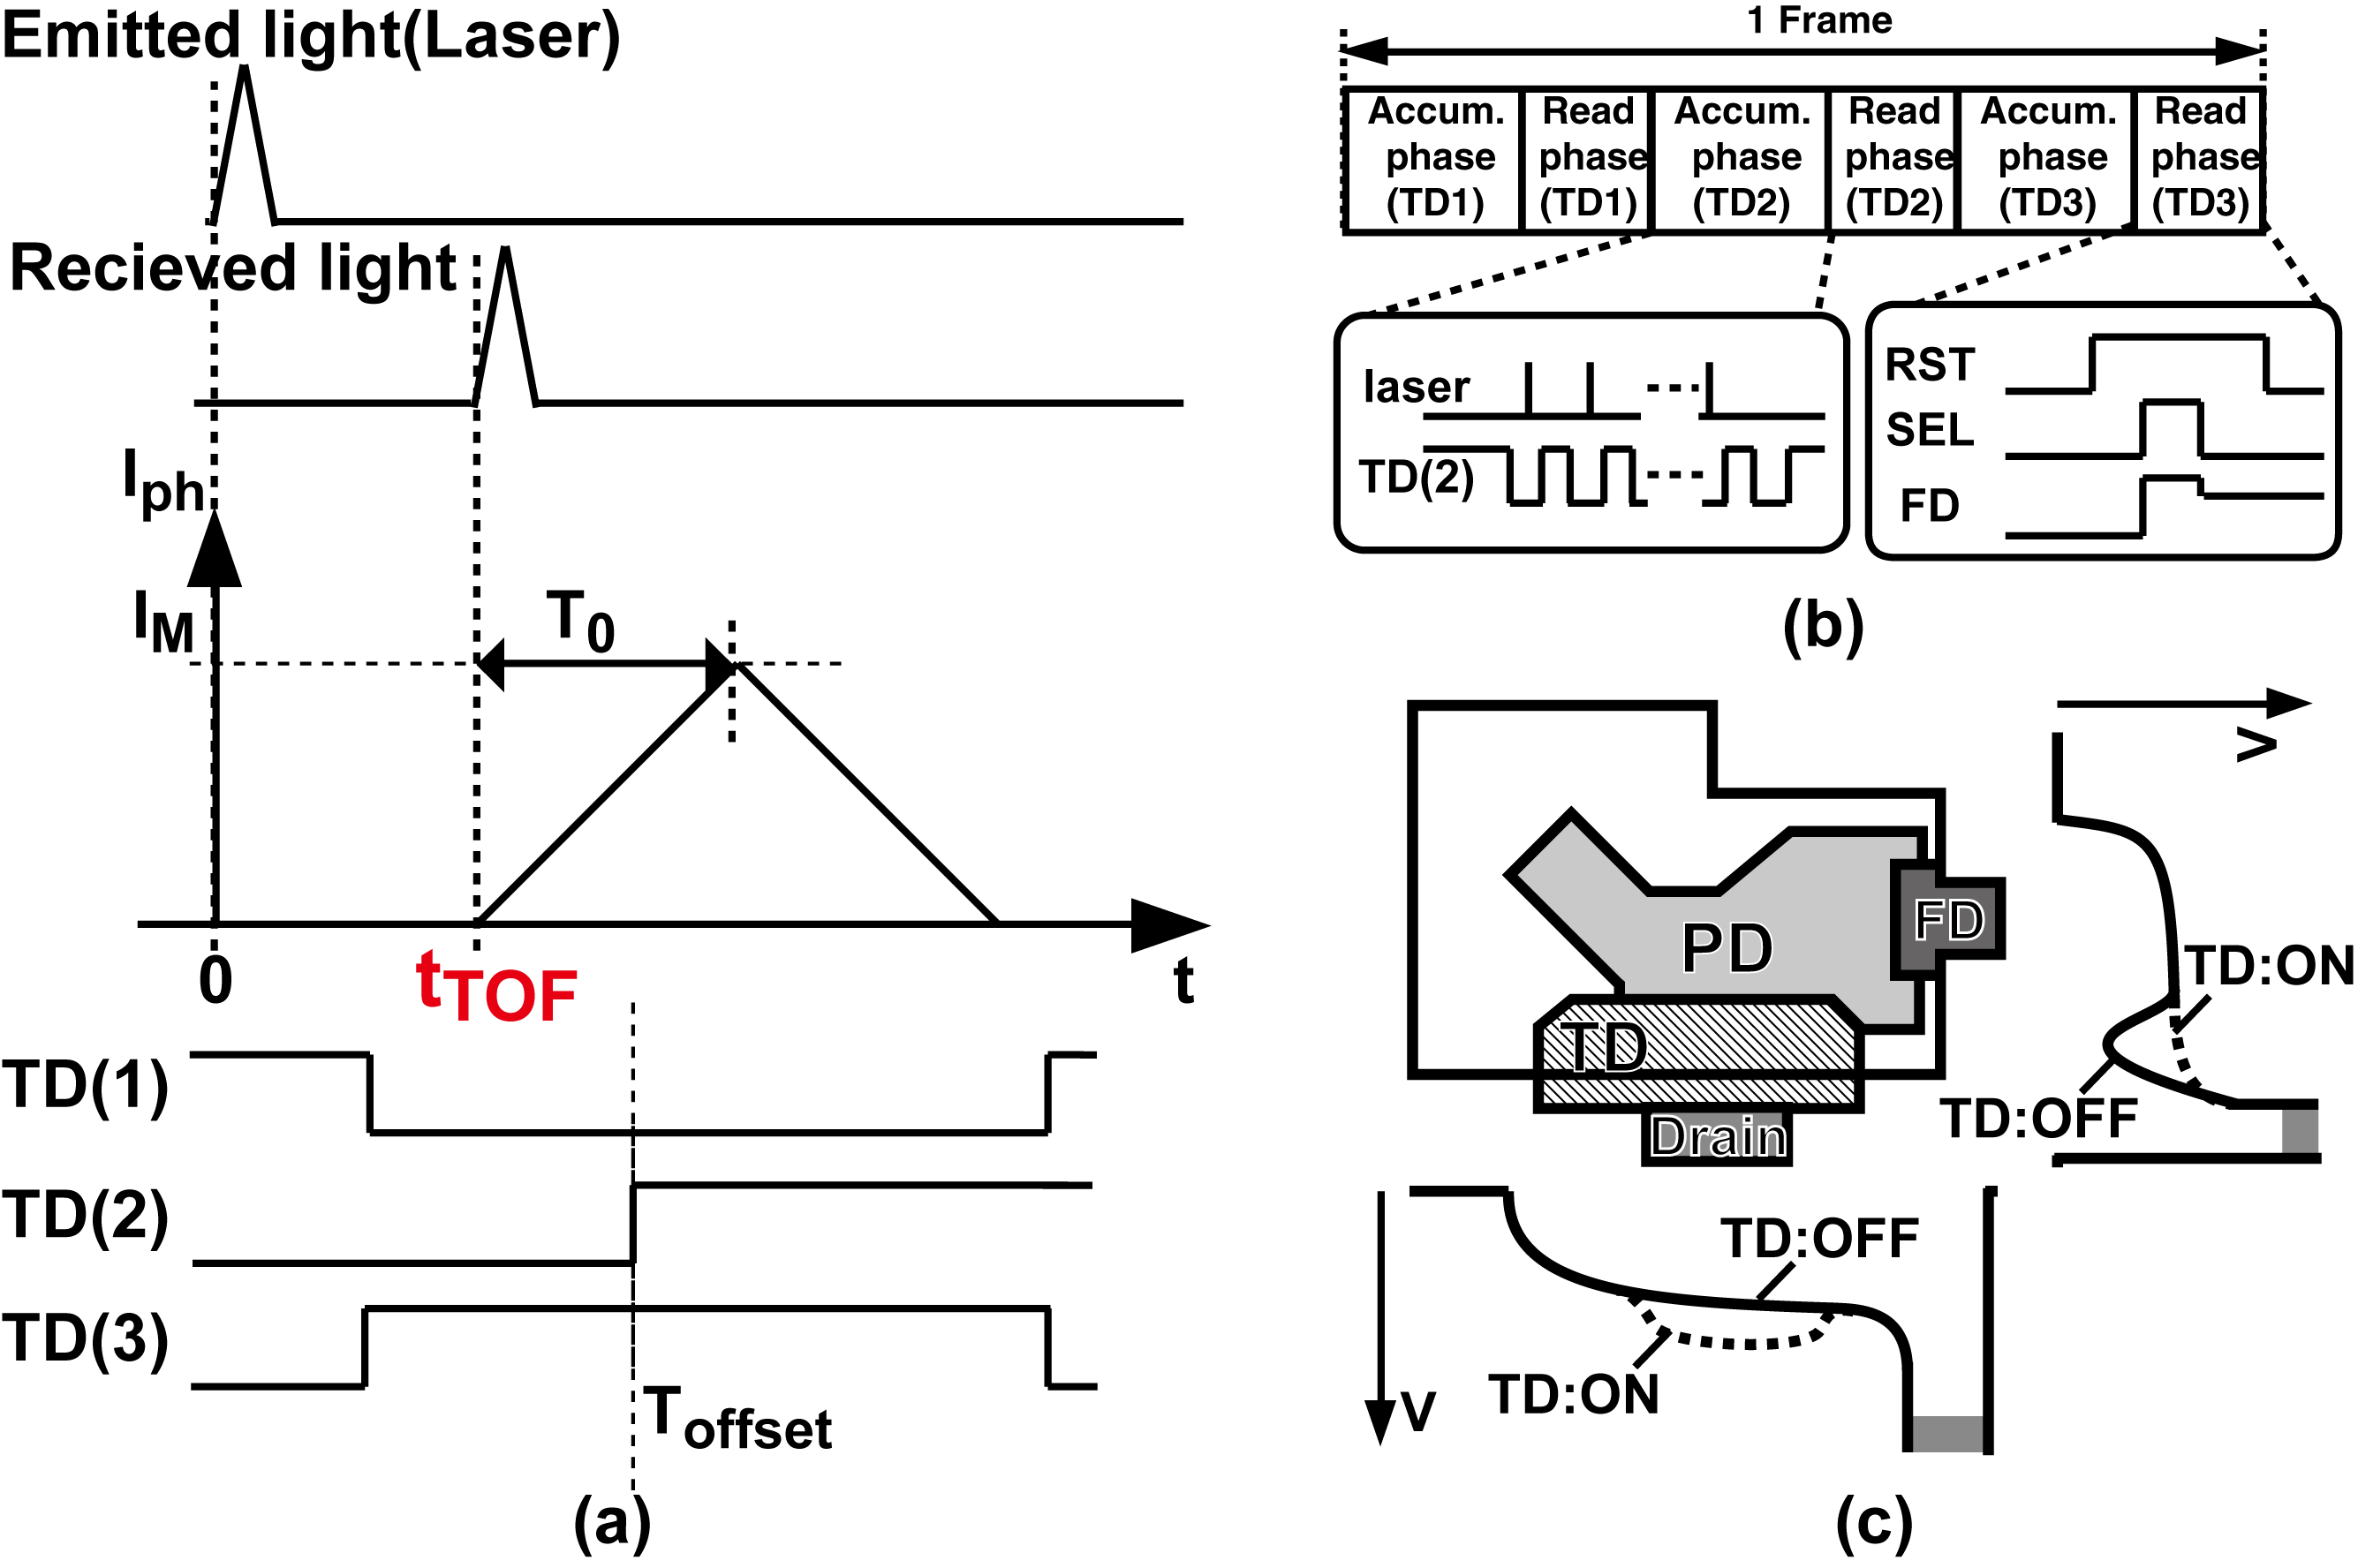 Emitted light(Laser)
Recieved light
Iph
IM
T0
0
tTOF
t
TD(1)
TD(2)
TD(3)
Toffset
(a)
1 Frame
Accum. phase (TD1)
Read phase (TD1)
Accum. phase (TD2)
Read phase (TD2)
Accum. phase (TD3)
Read phase (TD3)
laser
TD(2)
RST
SEL
FD
(b)
V
PD
FD
TD
Drain
TD:ON
TD:OFF
TD:OFF
TD:ON
V
(c)